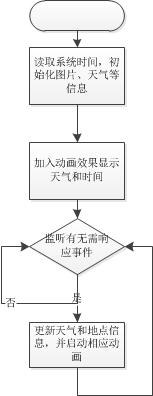 读取系统时间，初
始化图片、天气等
信息
加入动画效果显示
天气和时间
监听有无需响
应事件
否
是
更新天气和地点信
息，并启动相应动
画